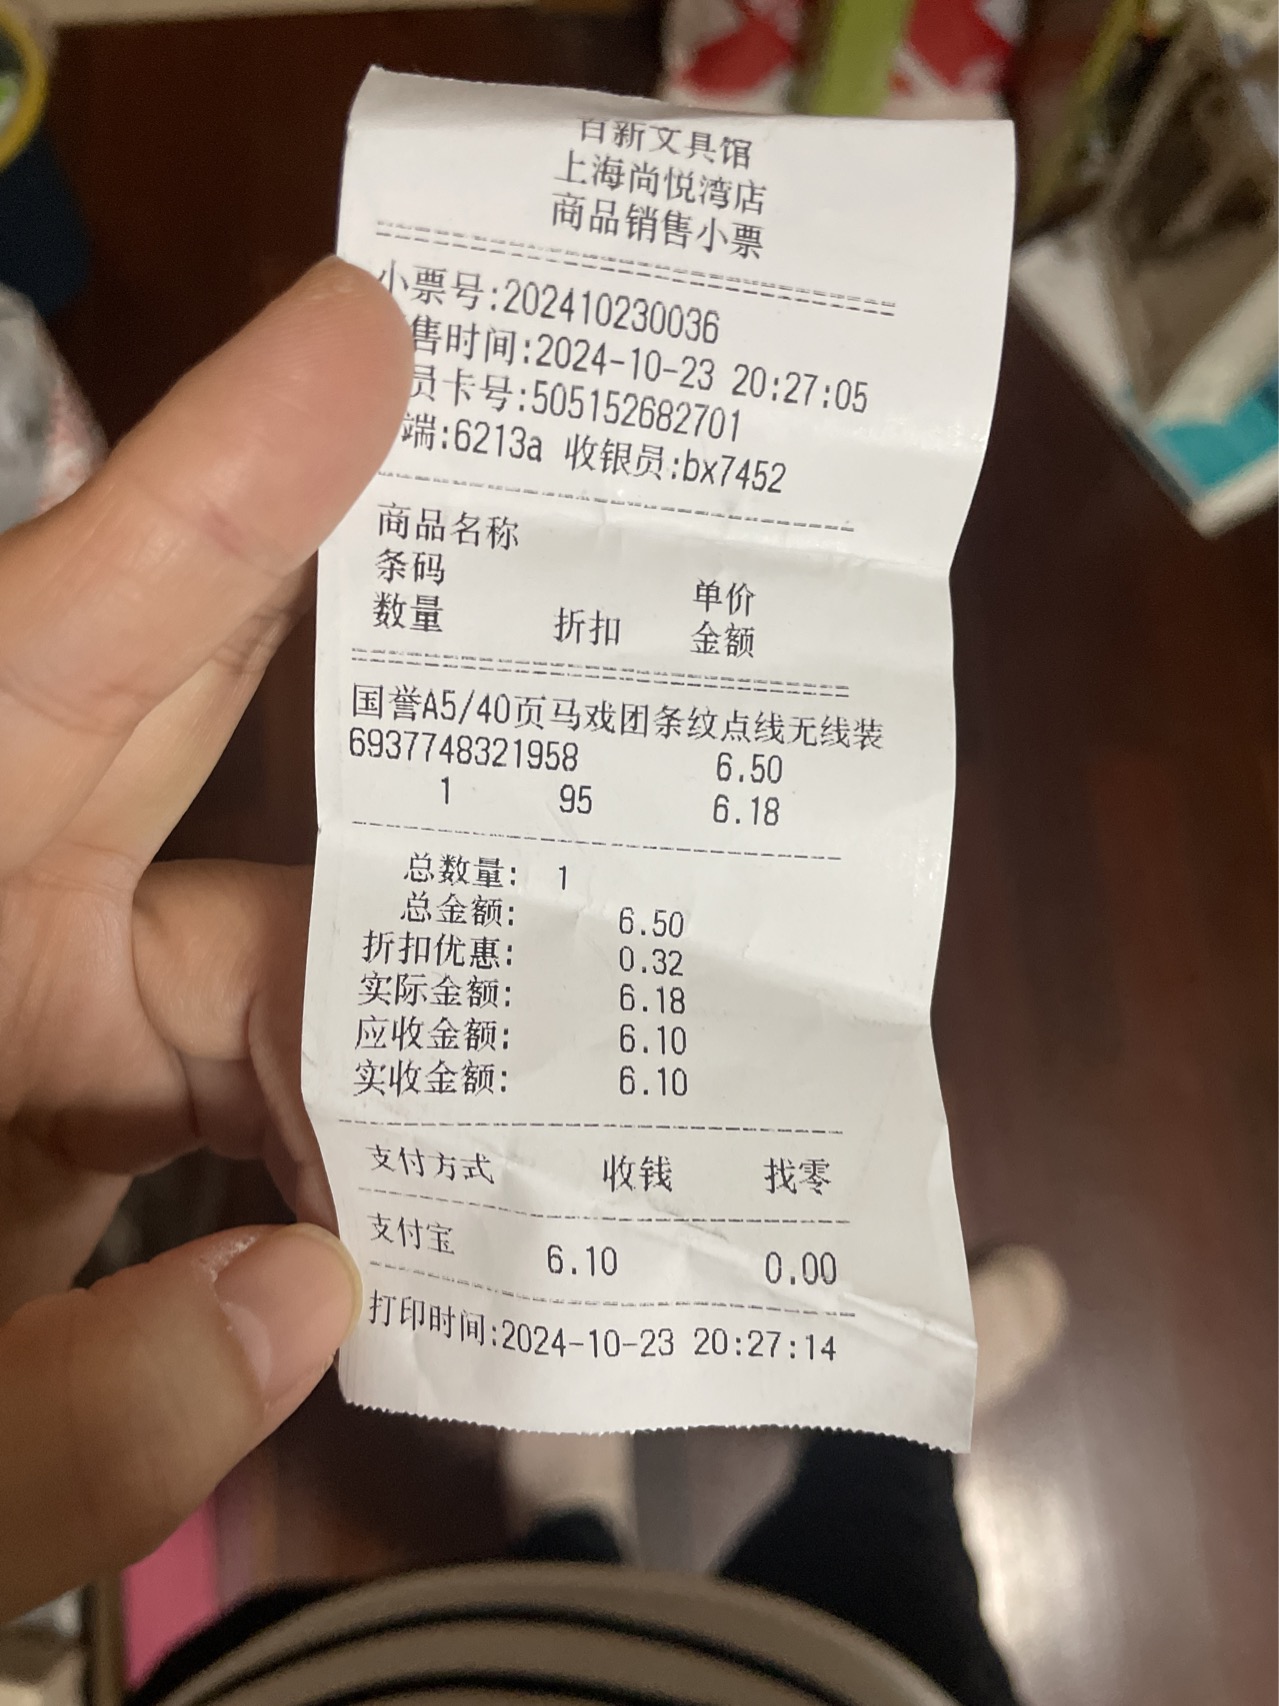 百新文具馆
上海尚悦湾店
商品销售小票
小票号:202410230036
售时间:2024-10-23 20:27:05
员卡号:505152682701
端:6213a 收银员:bx7452
商品名称
条码 单价
数量 折扣 金额
国誉A5/40页马戏团条纹点线无线装
6937748321958 6.50
1 95 6.18
总数量: 1
总金额: 6.50
折扣优惠: 0.32
实际金额: 6.18
应收金额: 6.10
实收金额: 6.10
支付方式 收钱 找零
支付宝 6.10 0.00
打印时间:2024-10-23 20:27:14